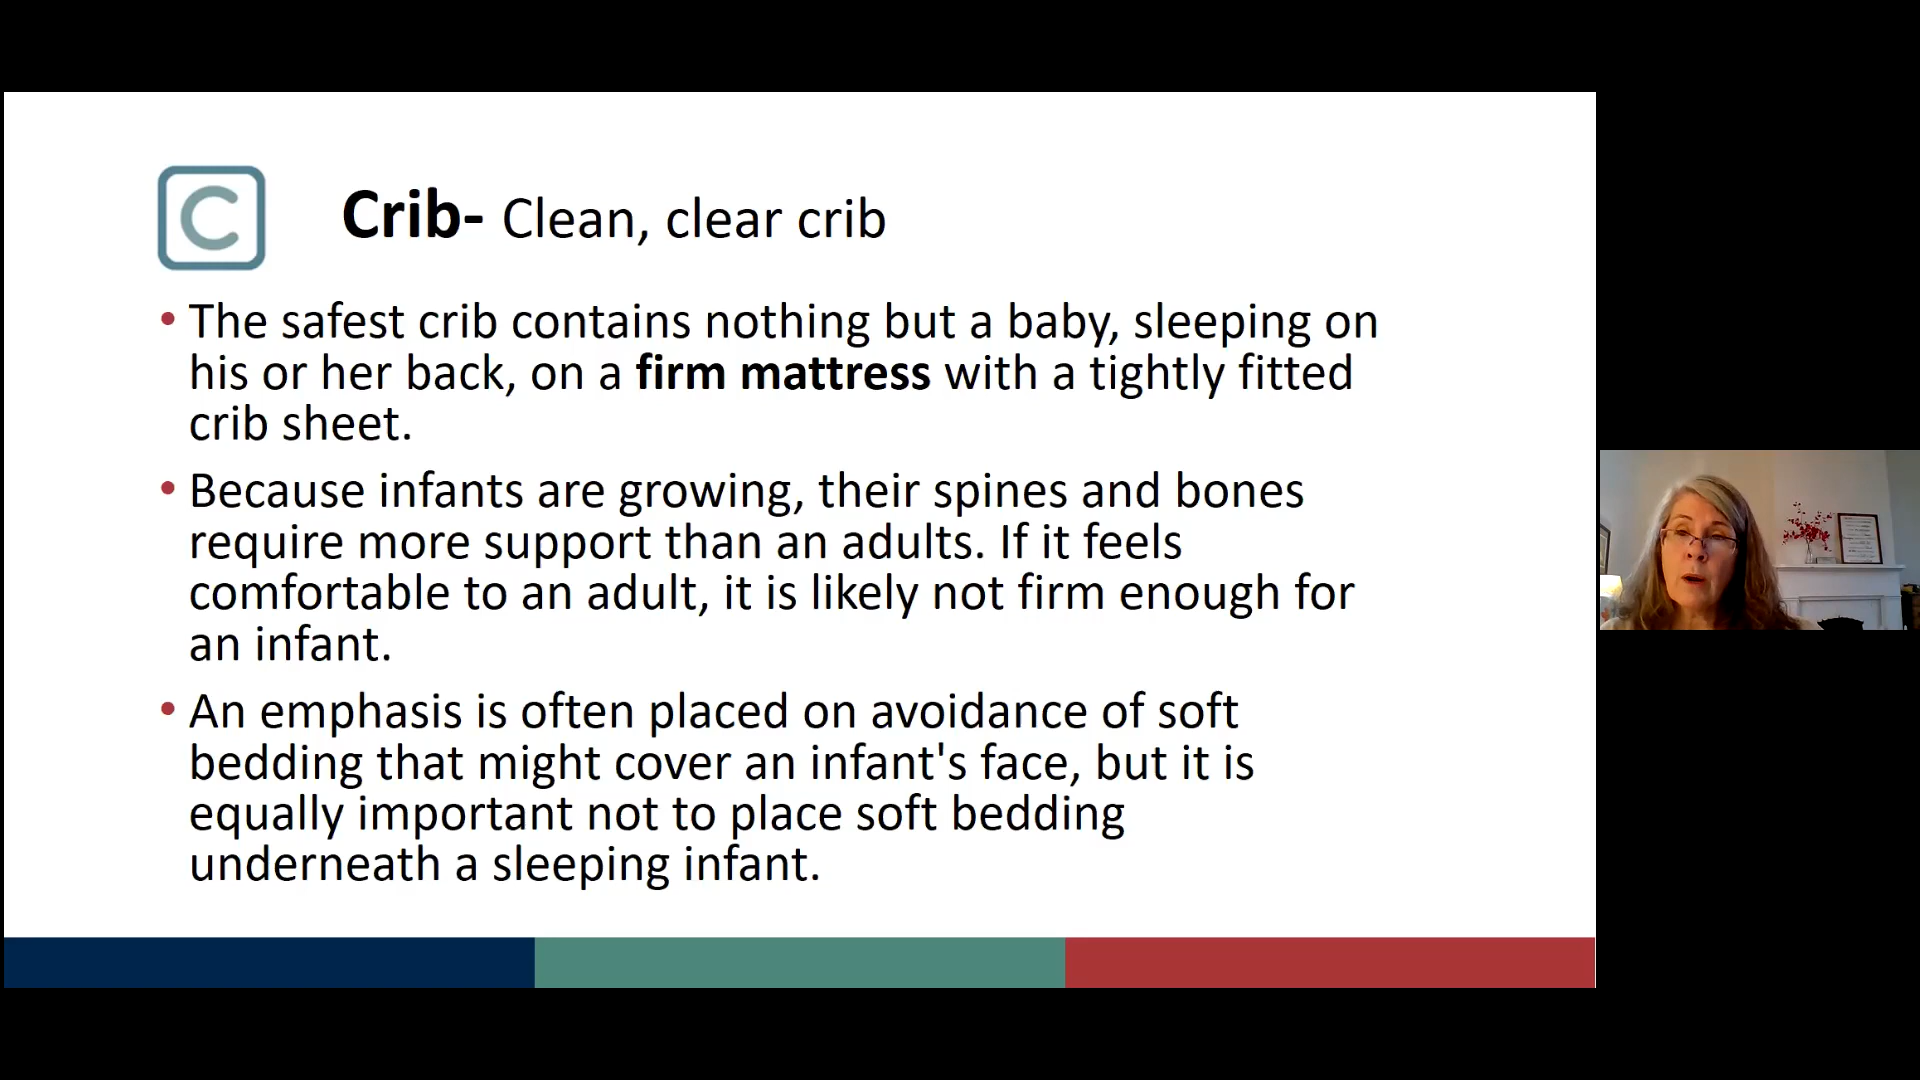 C
Crib- Clean, clear crib
• The safest crib contains nothing but a baby, sleeping on
his or her back, on a firm mattress with a tightly fitted
crib sheet.
• Because infants are growing, their spines and bones
require more support than an adults. If it feels
comfortable to an adult, it is likely not firm enough for
an infant.
• An emphasis is often placed on avoidance of soft
bedding that might cover an infant's face, but it is
equally important not to place soft bedding
underneath a sleeping infant.